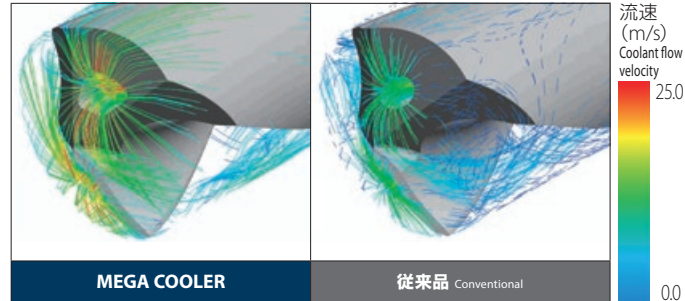 流速
(m/s)
Coolant flow
velocity
25.0
0.0
MEGA COOLER
従来品 Conventional